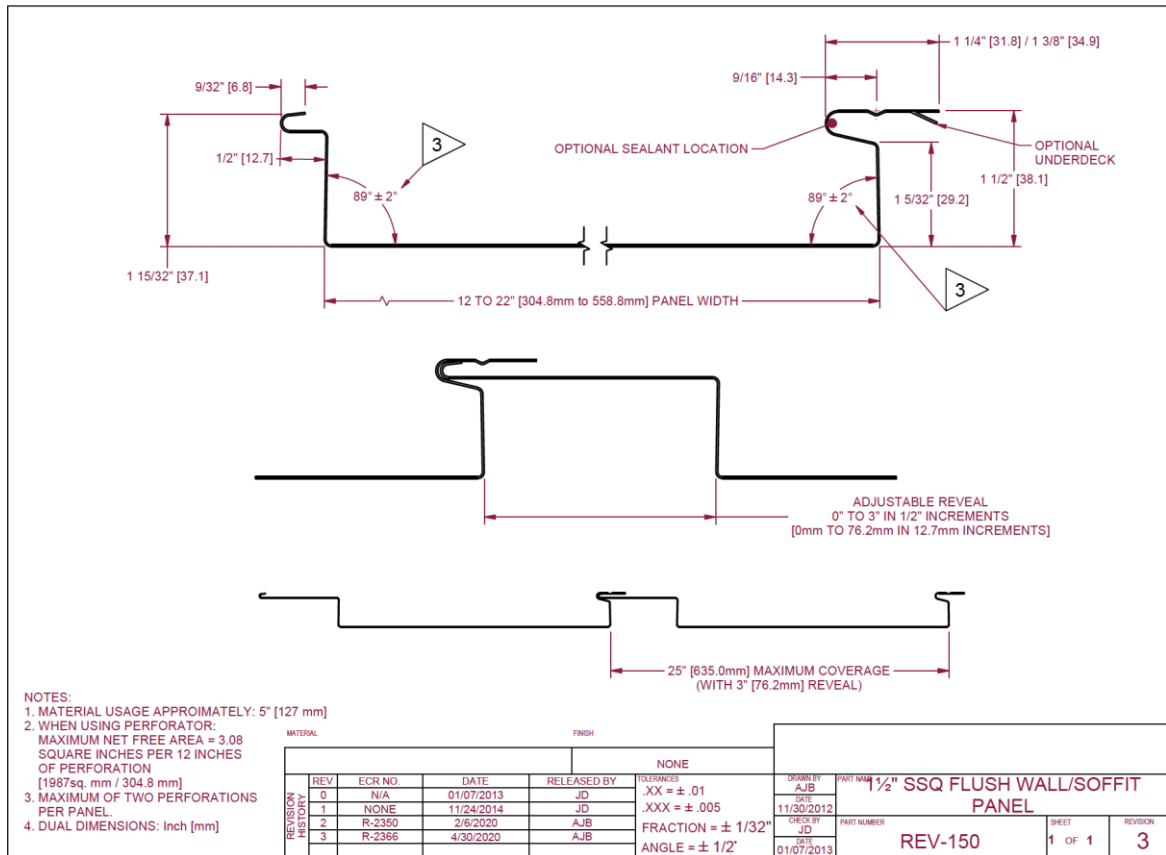 1 1/4" [31.8] / 1 3/8" [34.9]
9/16" [14.3]
9/32" [6.8]
3
OPTIONAL SEALANT LOCATION
OPTIONAL
UNDERDECK
1/2" [12.7]
1 1/2" [38.1]
89° ± 2°
89° ± 2°
1 5/32" [29.2]
1 15/32" [37.1]
3
12 TO 22" [304.8mm to 558.8mm] PANEL WIDTH
ADJUSTABLE REVEAL
0" TO 3" IN 1/2" INCREMENTS
[0mm TO 76.2mm IN 12.7mm INCREMENTS]
25" [635.0mm] MAXIMUM COVERAGE
(WITH 3" [76.2mm] REVEAL)
NOTES:
1. MATERIAL USAGE APPROIMATELY: 5" [127 mm]
2. WHEN USING PERFORATOR:
MAXIMUM NET FREE AREA = 3.08
SQUARE INCHES PER 12 INCHES
OF PERFORATION
[1987sq. mm / 304.8 mm]
3. MAXIMUM OF TWO PERFORATIONS
PER PANEL.
4. DUAL DIMENSIONS: Inch [mm]
MATERIAL
FINISH
NONE
REVISION
HISTORY
REV ECR NO. DATE RELEASED BY
0 N/A 01/07/2013 JD
1 NONE 11/24/2014 JD
2 R-2350 2/6/2020 AJB
3 R-2366 4/30/2020 AJB
TOLERANCES
.XX = ± .01
.XXX = ± .005
FRACTION = ± 1/32"
ANGLE = ± 1/2°
DRAWN BY
AJB
DATE
11/30/2012
CHECK BY
JD
DATE
01/07/2013
PART NAME
1½" SSQ FLUSH WALL/SOFFIT
PANEL
PART NUMBER
REV-150
SHEET
1 OF 1
REVISION
3